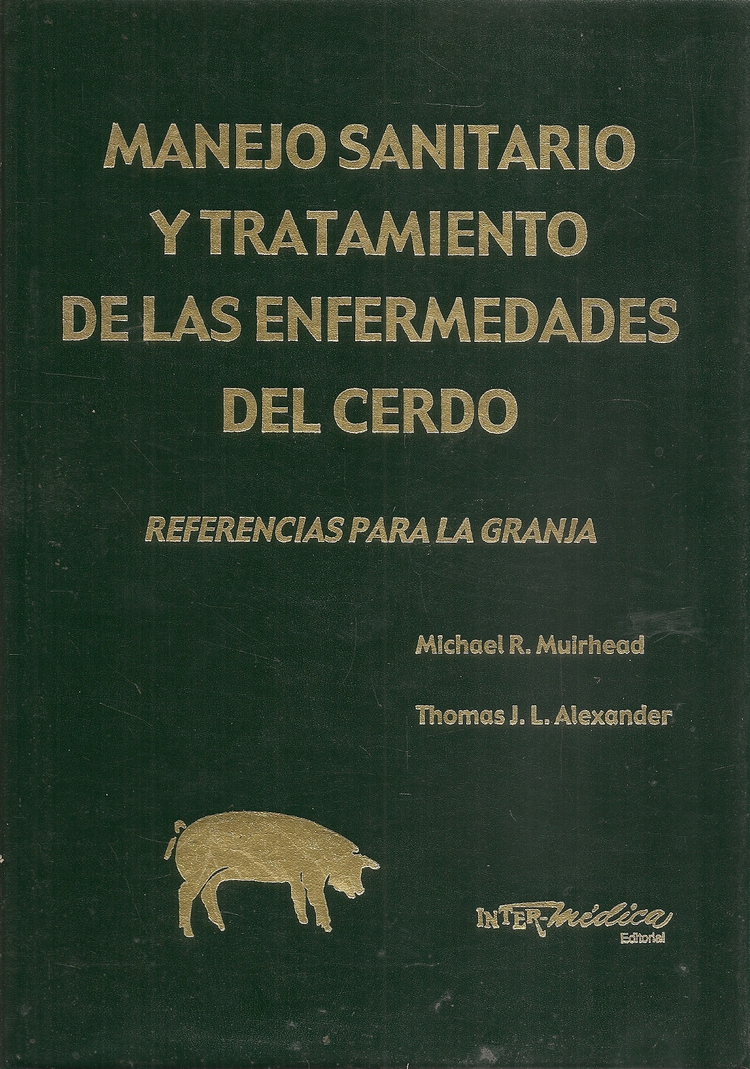 MANEJO SANITARIO
Y TRATAMIENTO
DE LAS ENFERMEDADES
DEL CERDO
REFERENCIAS PARA LA GRANJA
Michael R. Muirhead
Thomas J. L. Alexander
INTER-Médica
Editorial